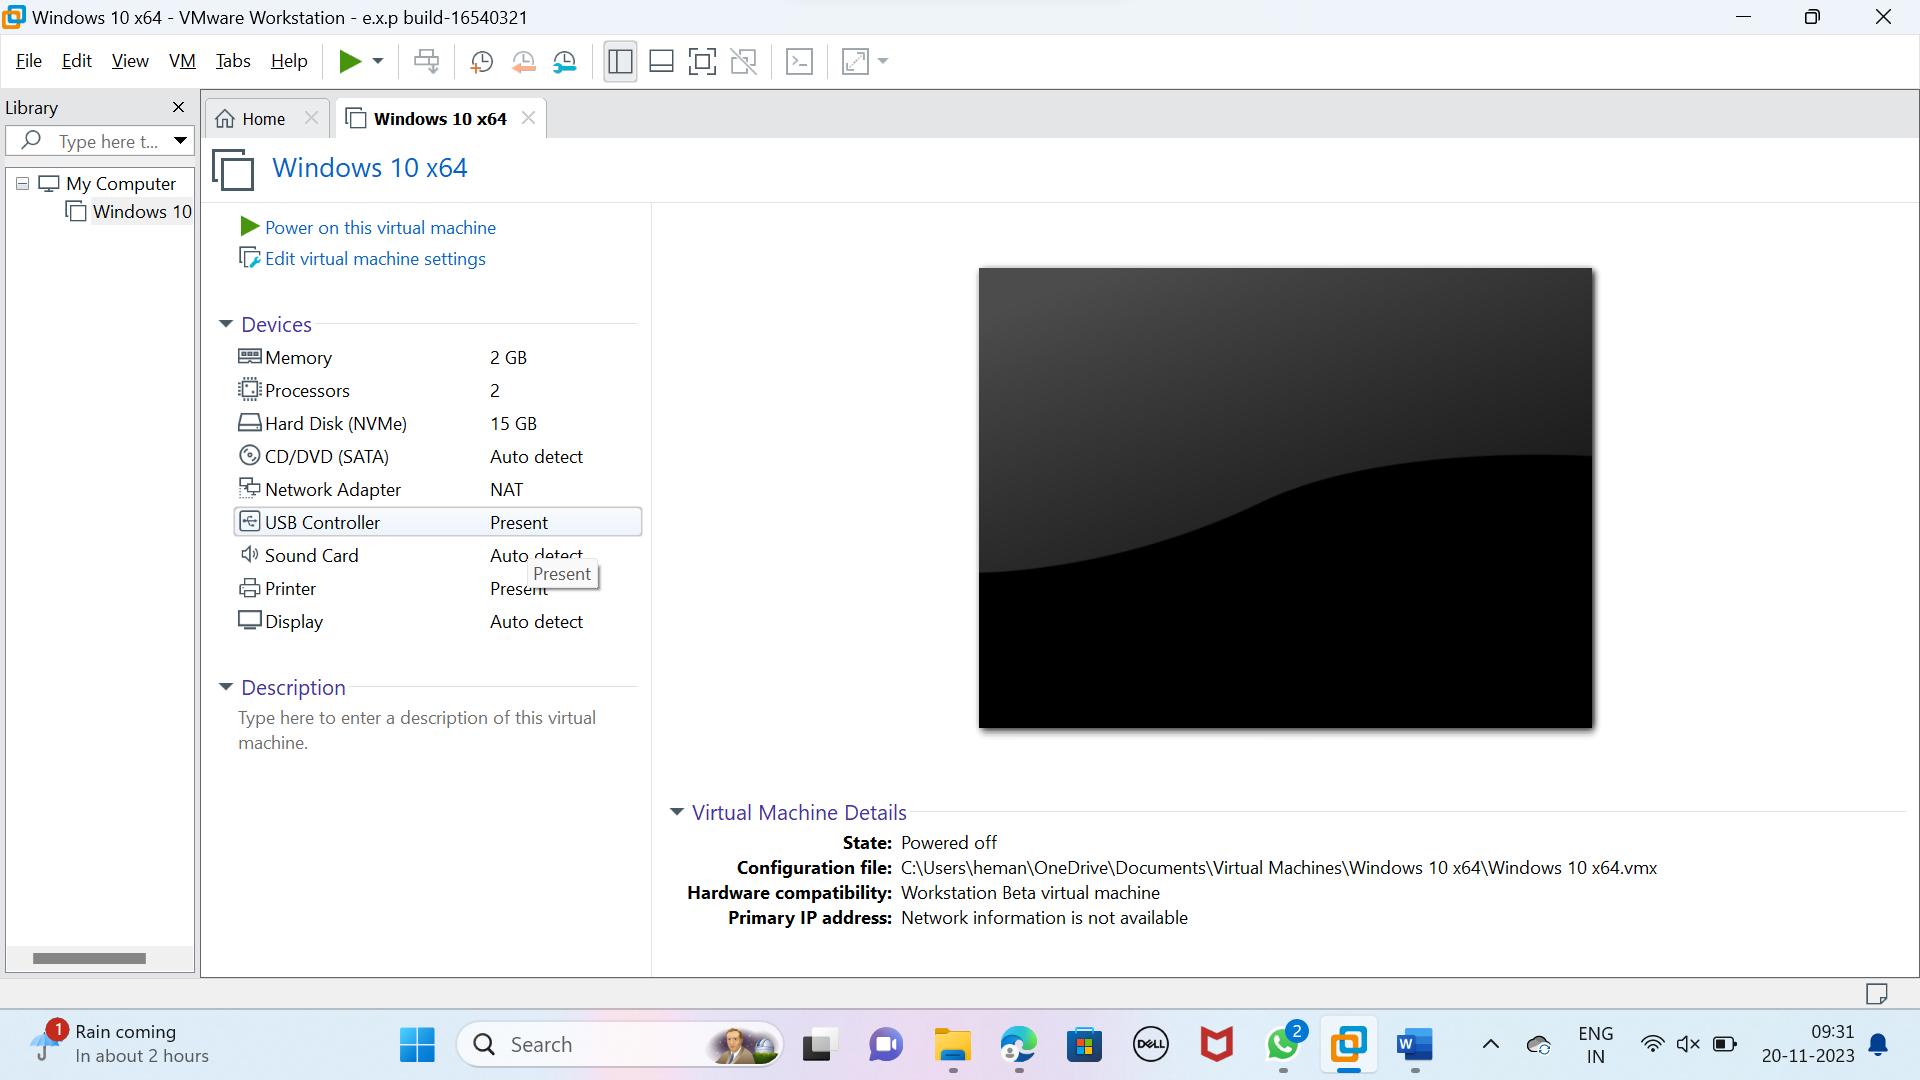 Windows 10 x64 - VMware Workstation - e.x.p build-16540321
File Edit View VM Tabs Help
Library
Type here t...
My Computer
Windows 10
Home
Windows 10 x64
Windows 10 x64
Power on this virtual machine
Edit virtual machine settings
Devices
Memory 2 GB
Processors 2
Hard Disk (NVMe) 15 GB
CD/DVD (SATA) Auto detect
Network Adapter NAT
USB Controller Present
Sound Card Auto detect
Present
Printer Present
Display Auto detect
Description
Type here to enter a description of this virtual
machine.
Virtual Machine Details
State: Powered off
Configuration file: C:\Users\heman\OneDrive\Documents\Virtual Machines\Windows 10 x64\Windows 10 x64.vmx
Hardware compatibility: Workstation Beta virtual machine
Primary IP address: Network information is not available
1
Rain coming
In about 2 hours
Search
DELL
2
W
ENG
IN
09:31
20-11-2023